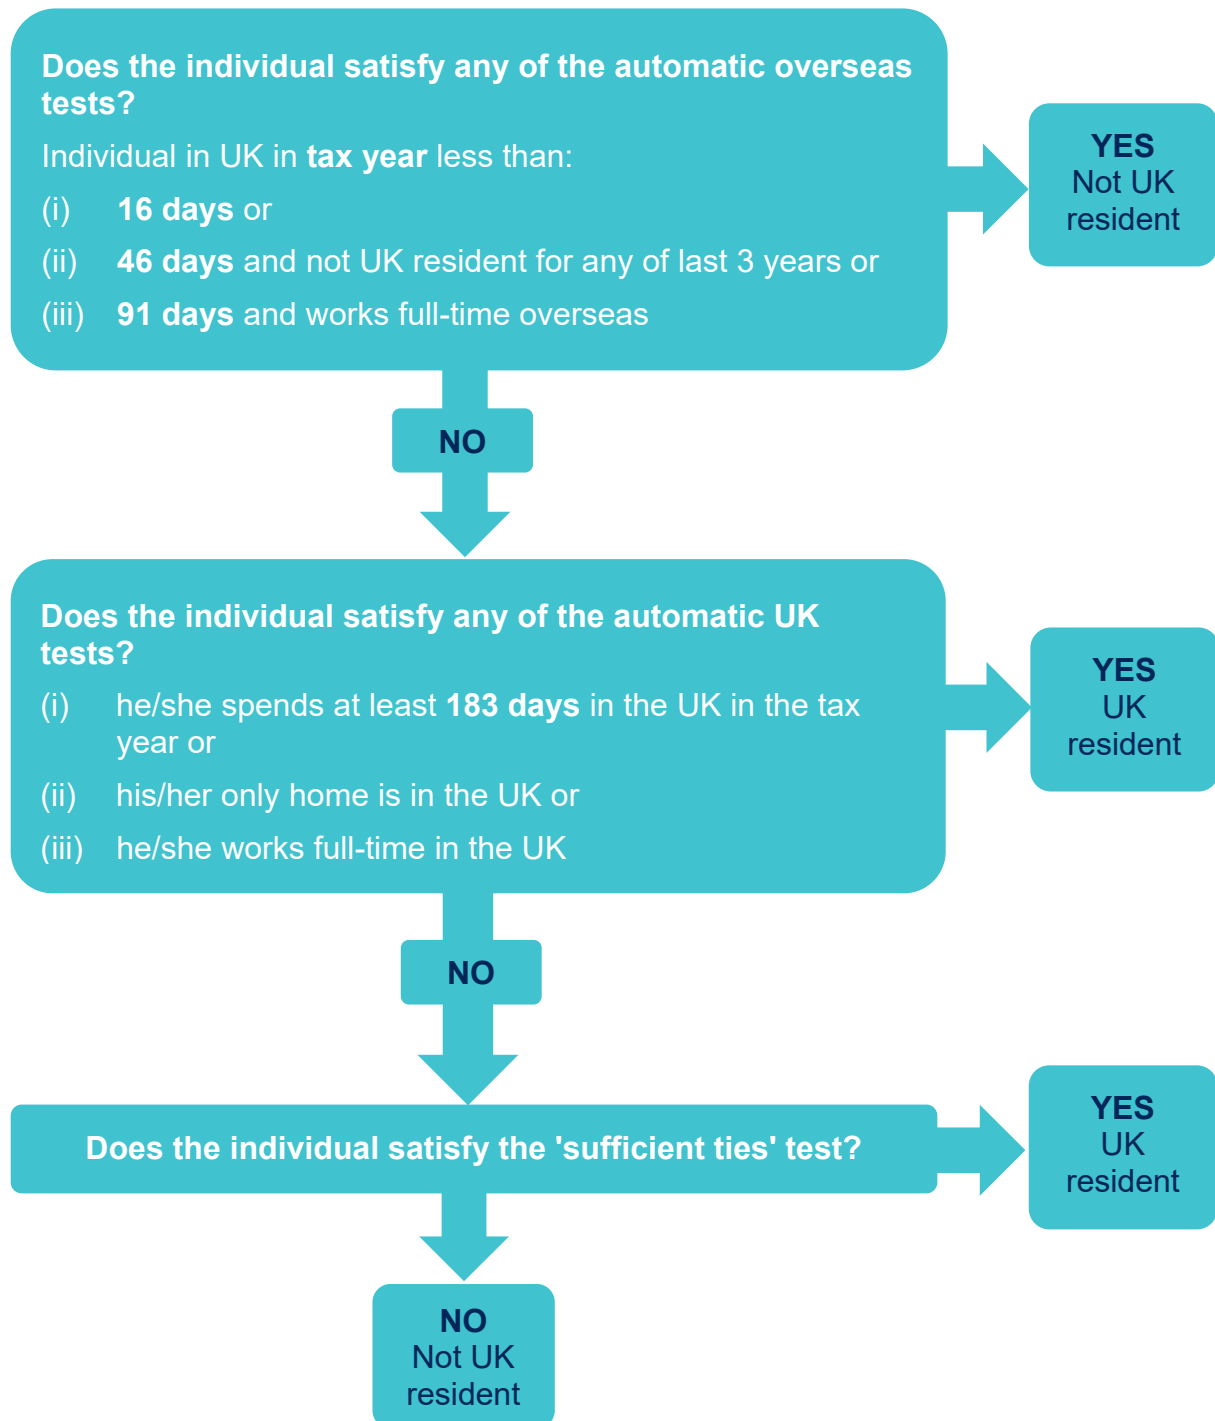 Does the individual satisfy any of the automatic overseas
tests?
Individual in UK in tax year less than:
(i) 16 days or
(ii) 46 days and not UK resident for any of last 3 years or
(iii) 91 days and works full-time overseas
YES
Not UK
resident
NO
Does the individual satisfy any of the automatic UK
tests?
(i) he/she spends at least 183 days in the UK in the tax
year or
(ii) his/her only home is in the UK or
(iii) he/she works full-time in the UK
YES
UK
resident
NO
Does the individual satisfy the 'sufficient ties' test?
YES
UK
resident
NO
Not UK
resident